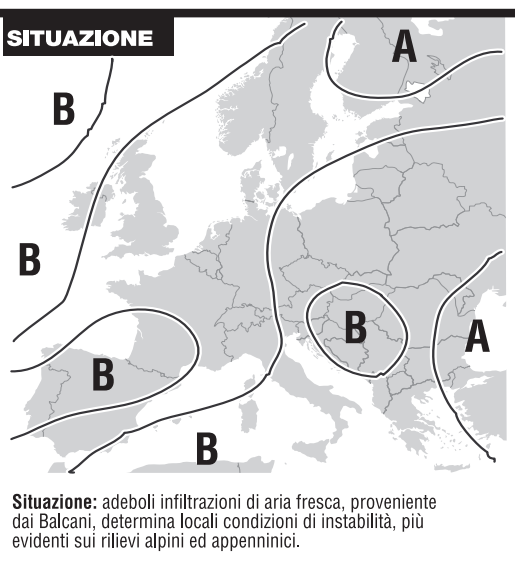 SITUAZIONE
A
B
B
B
A
B
B
Situazione: adeboli infiltrazioni di aria fresca, proveniente
dai Balcani, determina locali condizioni di instabilità, più
evidenti sui rilievi alpini ed appenninici.